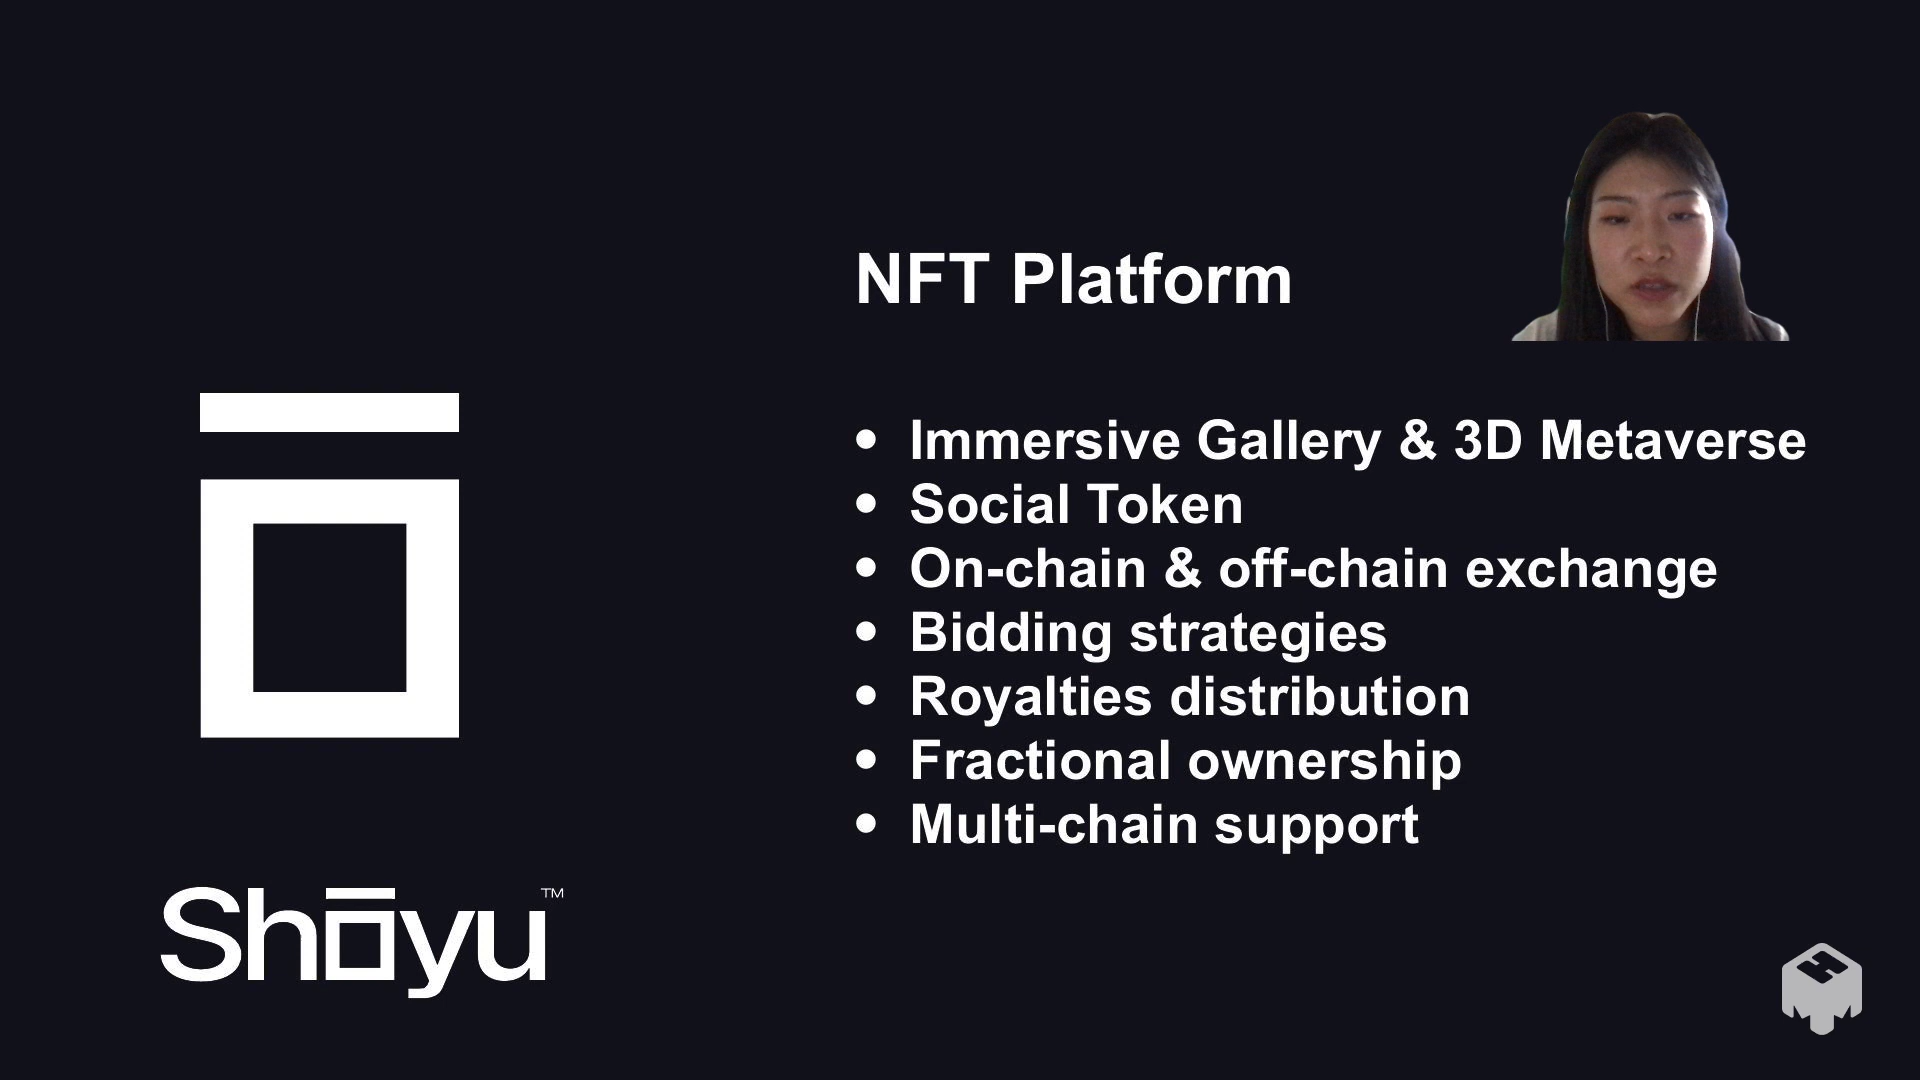 NFT Platform
• Immersive Gallery & 3D Metaverse
• Social Token
• On-chain & off-chain exchange
• Bidding strategies
• Royalties distribution
• Fractional ownership
• Multi-chain support
Shōyu™